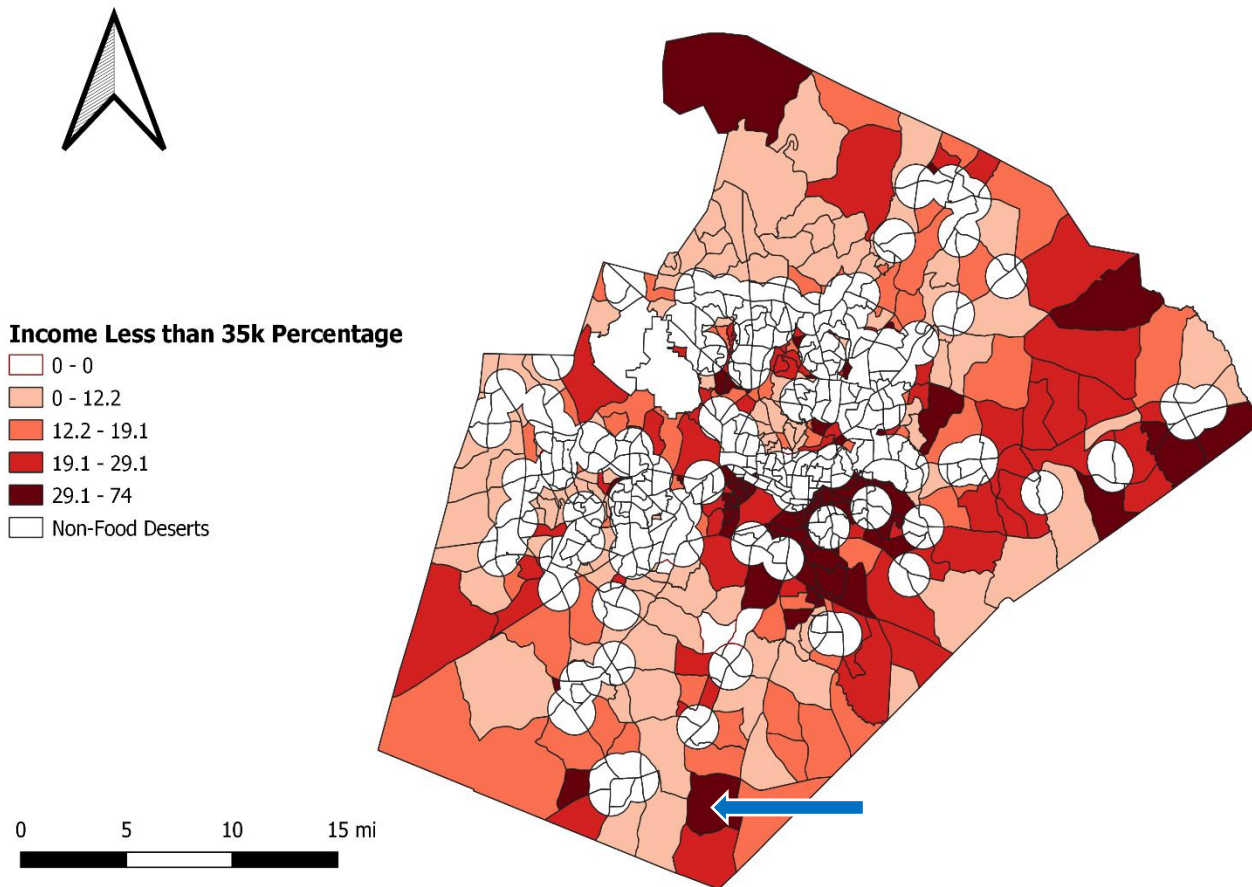 Income Less than 35k Percentage
0 - 0
0 - 12.2
12.2 - 19.1
19.1 - 29.1
29.1 - 74
Non-Food Deserts
0 5 10 15 mi